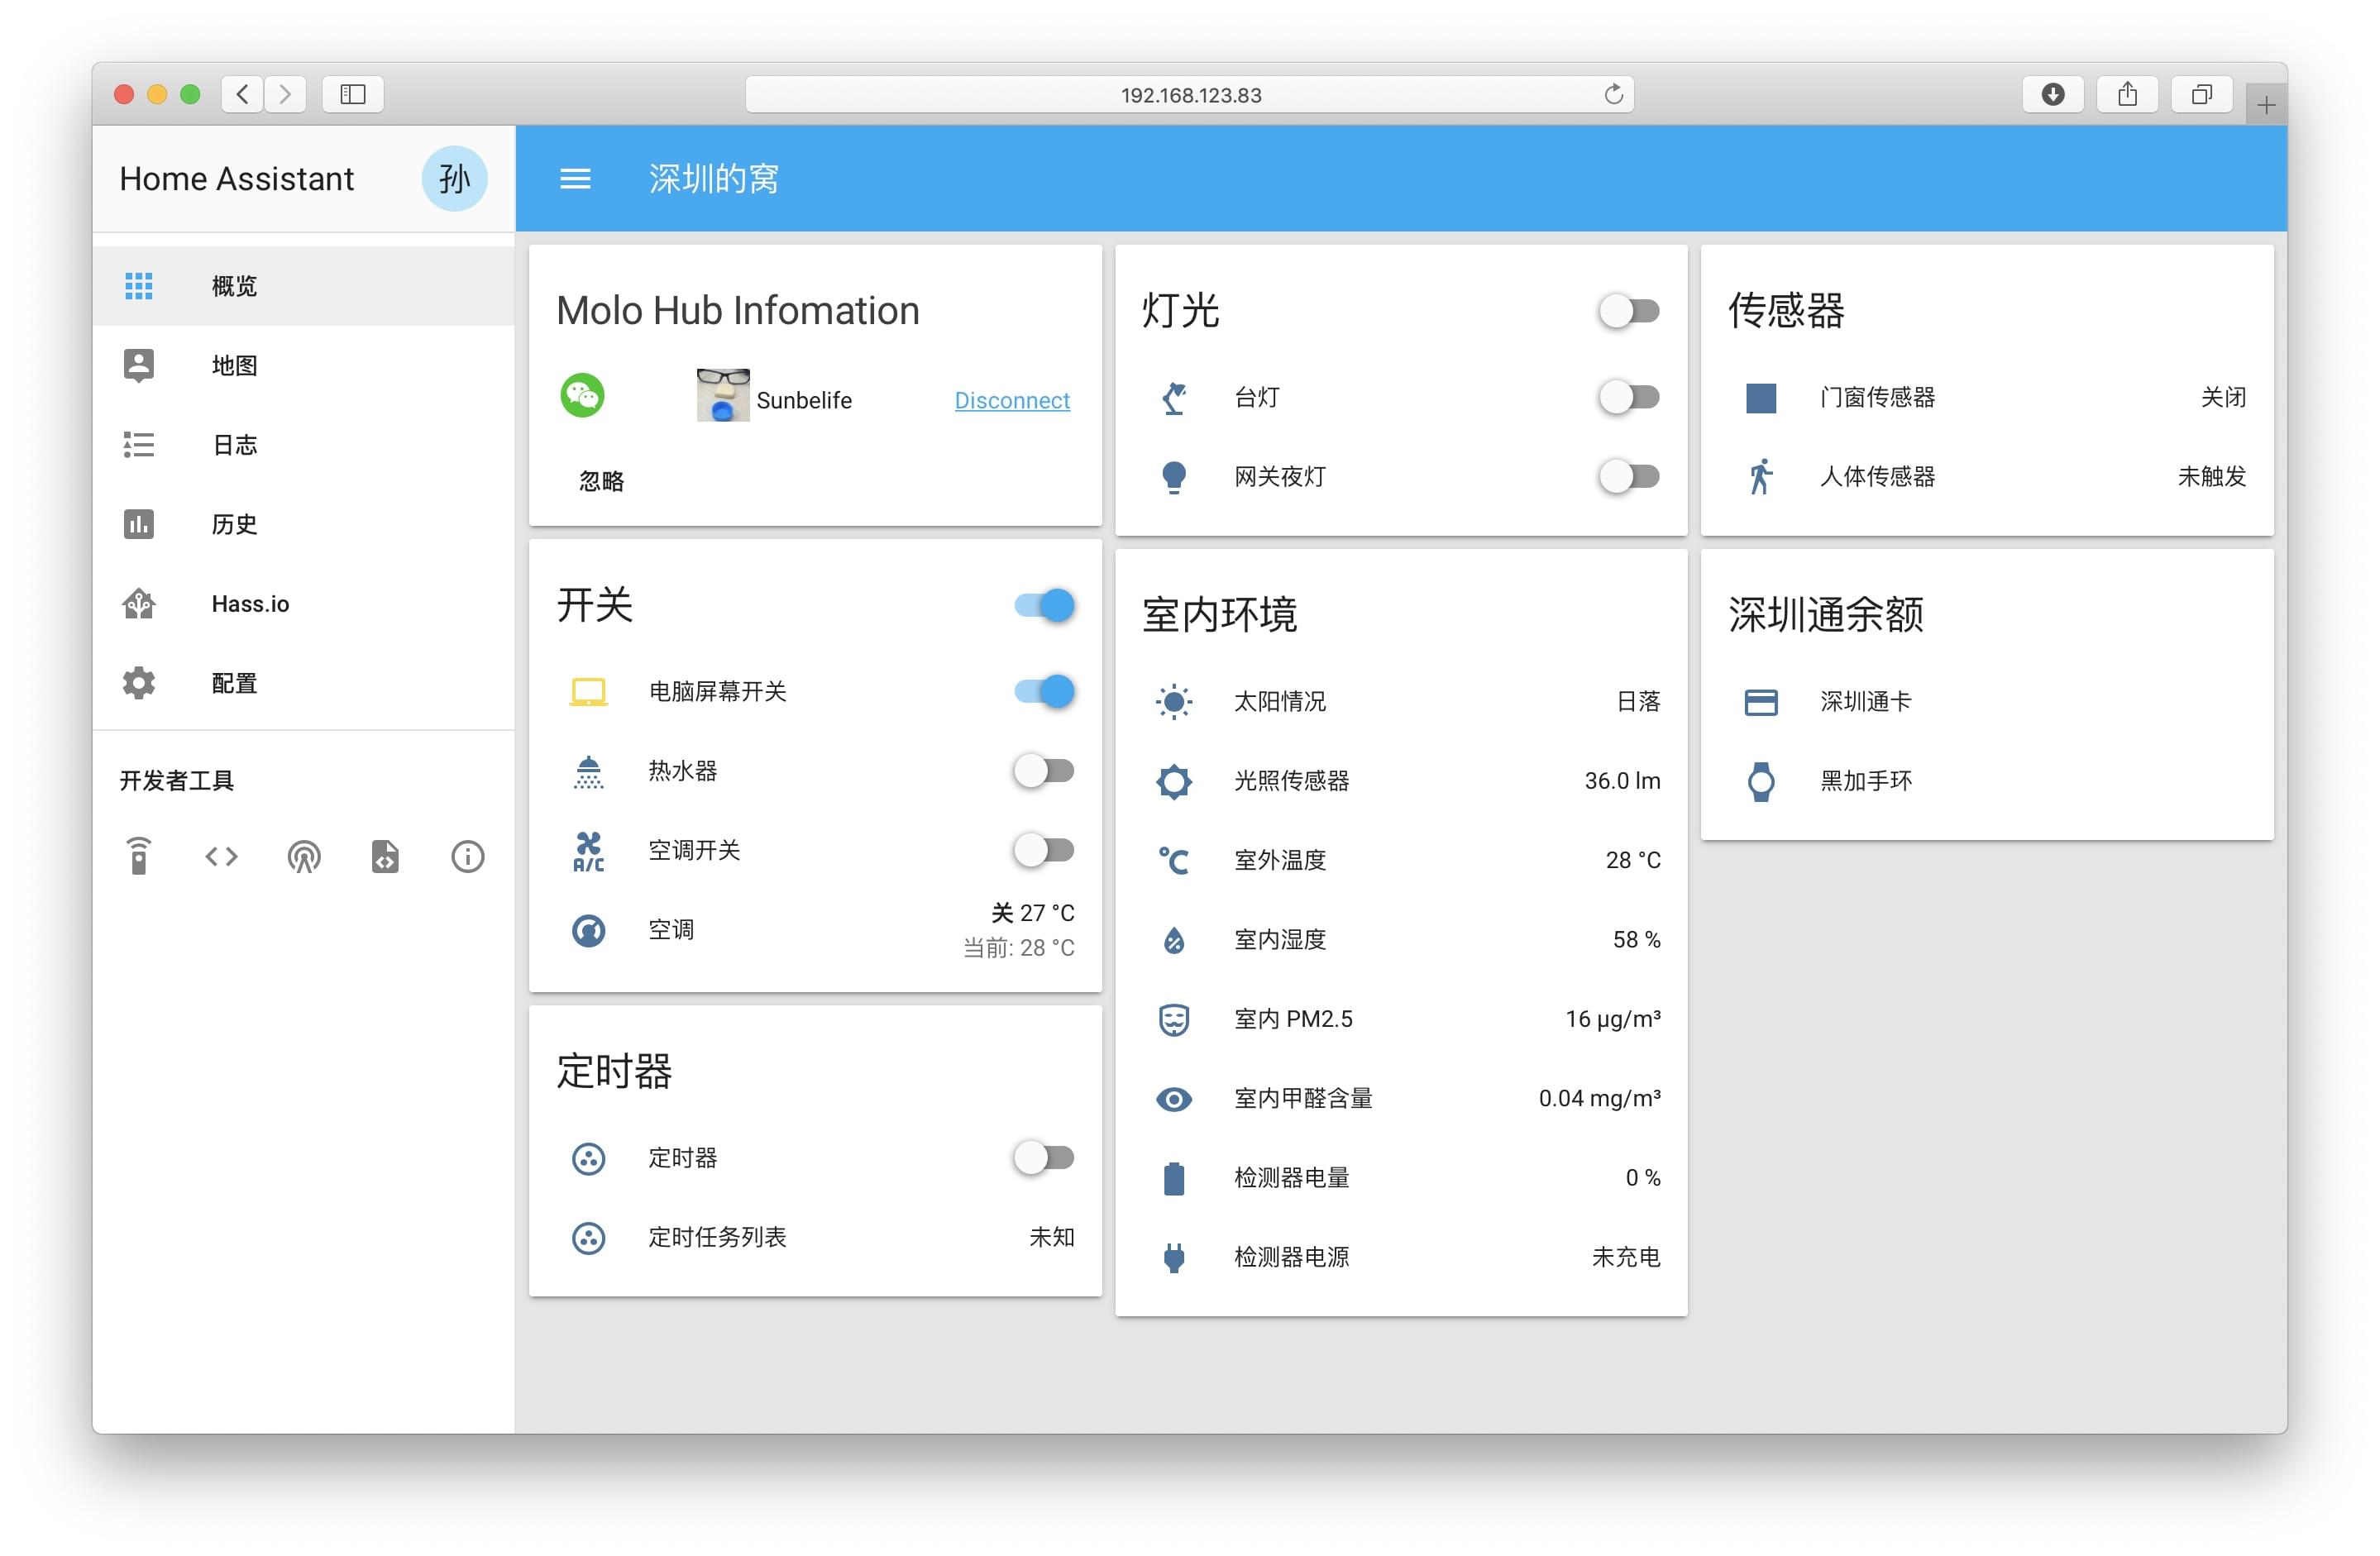 192.168.123.83
Home Assistant
孙
深圳的窝
概览
地图
日志
历史
Hass.io
配置
开发者工具
Molo Hub Infomation
Sunbelife
Disconnect
忽略
开关
电脑屏幕开关
热水器
A/C
空调开关
空调
关 27 °C
当前: 28 °C
定时器
定时器
定时任务列表
未知
灯光
台灯
网关夜灯
室内环境
太阳情况
日落
光照传感器
36.0 lm
°C
室外温度
28 °C
室内湿度
58 %
室内 PM2.5
16 µg/m³
室内甲醛含量
0.04 mg/m³
检测器电量
0 %
检测器电源
未充电
传感器
门窗传感器
关闭
人体传感器
未触发
深圳通余额
深圳通卡
黑加手环